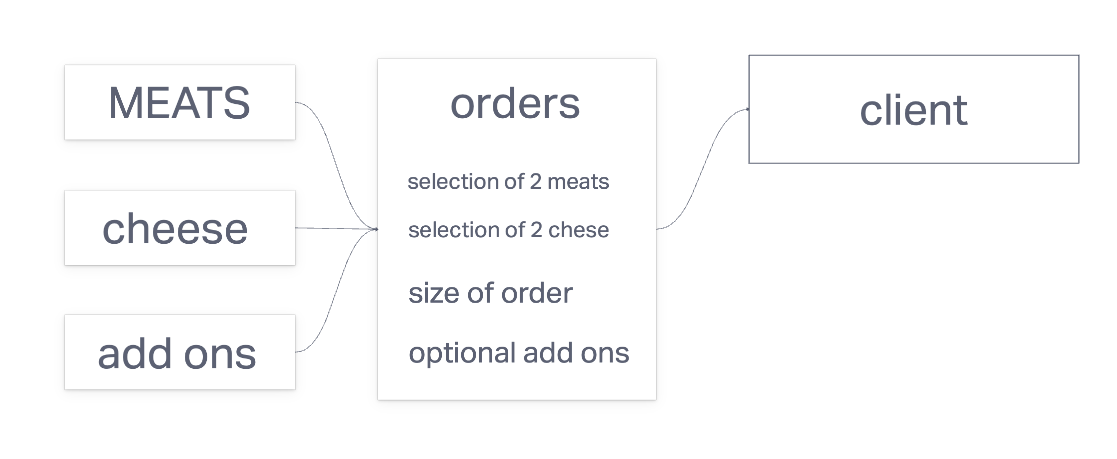 MEATS
cheese
add ons
orders
selection of 2 meats
selection of 2 chese
size of order
optional add ons
client